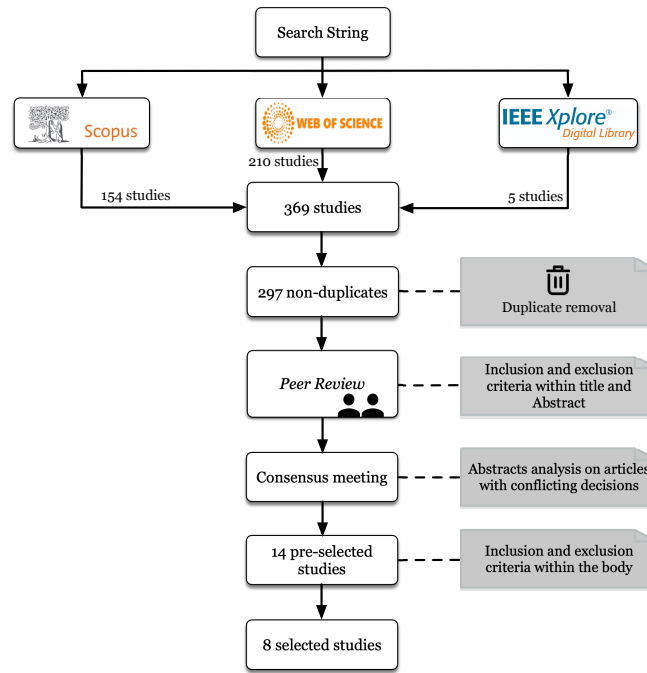 Search String
Scopus
WEB OF SCIENCE
IEEE Xplore®
Digital Library
210 studies
154 studies
5 studies
369 studies
297 non-duplicates
Duplicate removal
Peer Review
Inclusion and exclusion
criteria within title and
Abstract
Consensus meeting
Abstracts analysis on articles
with conflicting decisions
14 pre-selected
studies
Inclusion and exclusion
criteria within the body
8 selected studies